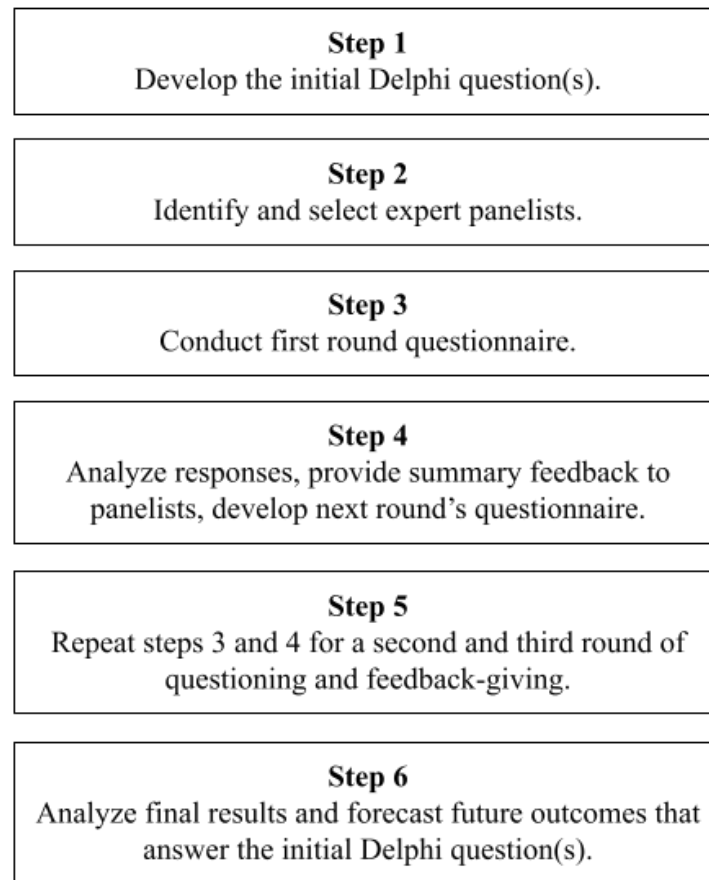 Step 1
Develop the initial Delphi question(s).
Step 2
Identify and select expert panelists.
Step 3
Conduct first round questionnaire.
Step 4
Analyze responses, provide summary feedback to
panelists, develop next round’s questionnaire.
Step 5
Repeat steps 3 and 4 for a second and third round of
questioning and feedback-giving.
Step 6
Analyze final results and forecast future outcomes that
answer the initial Delphi question(s).